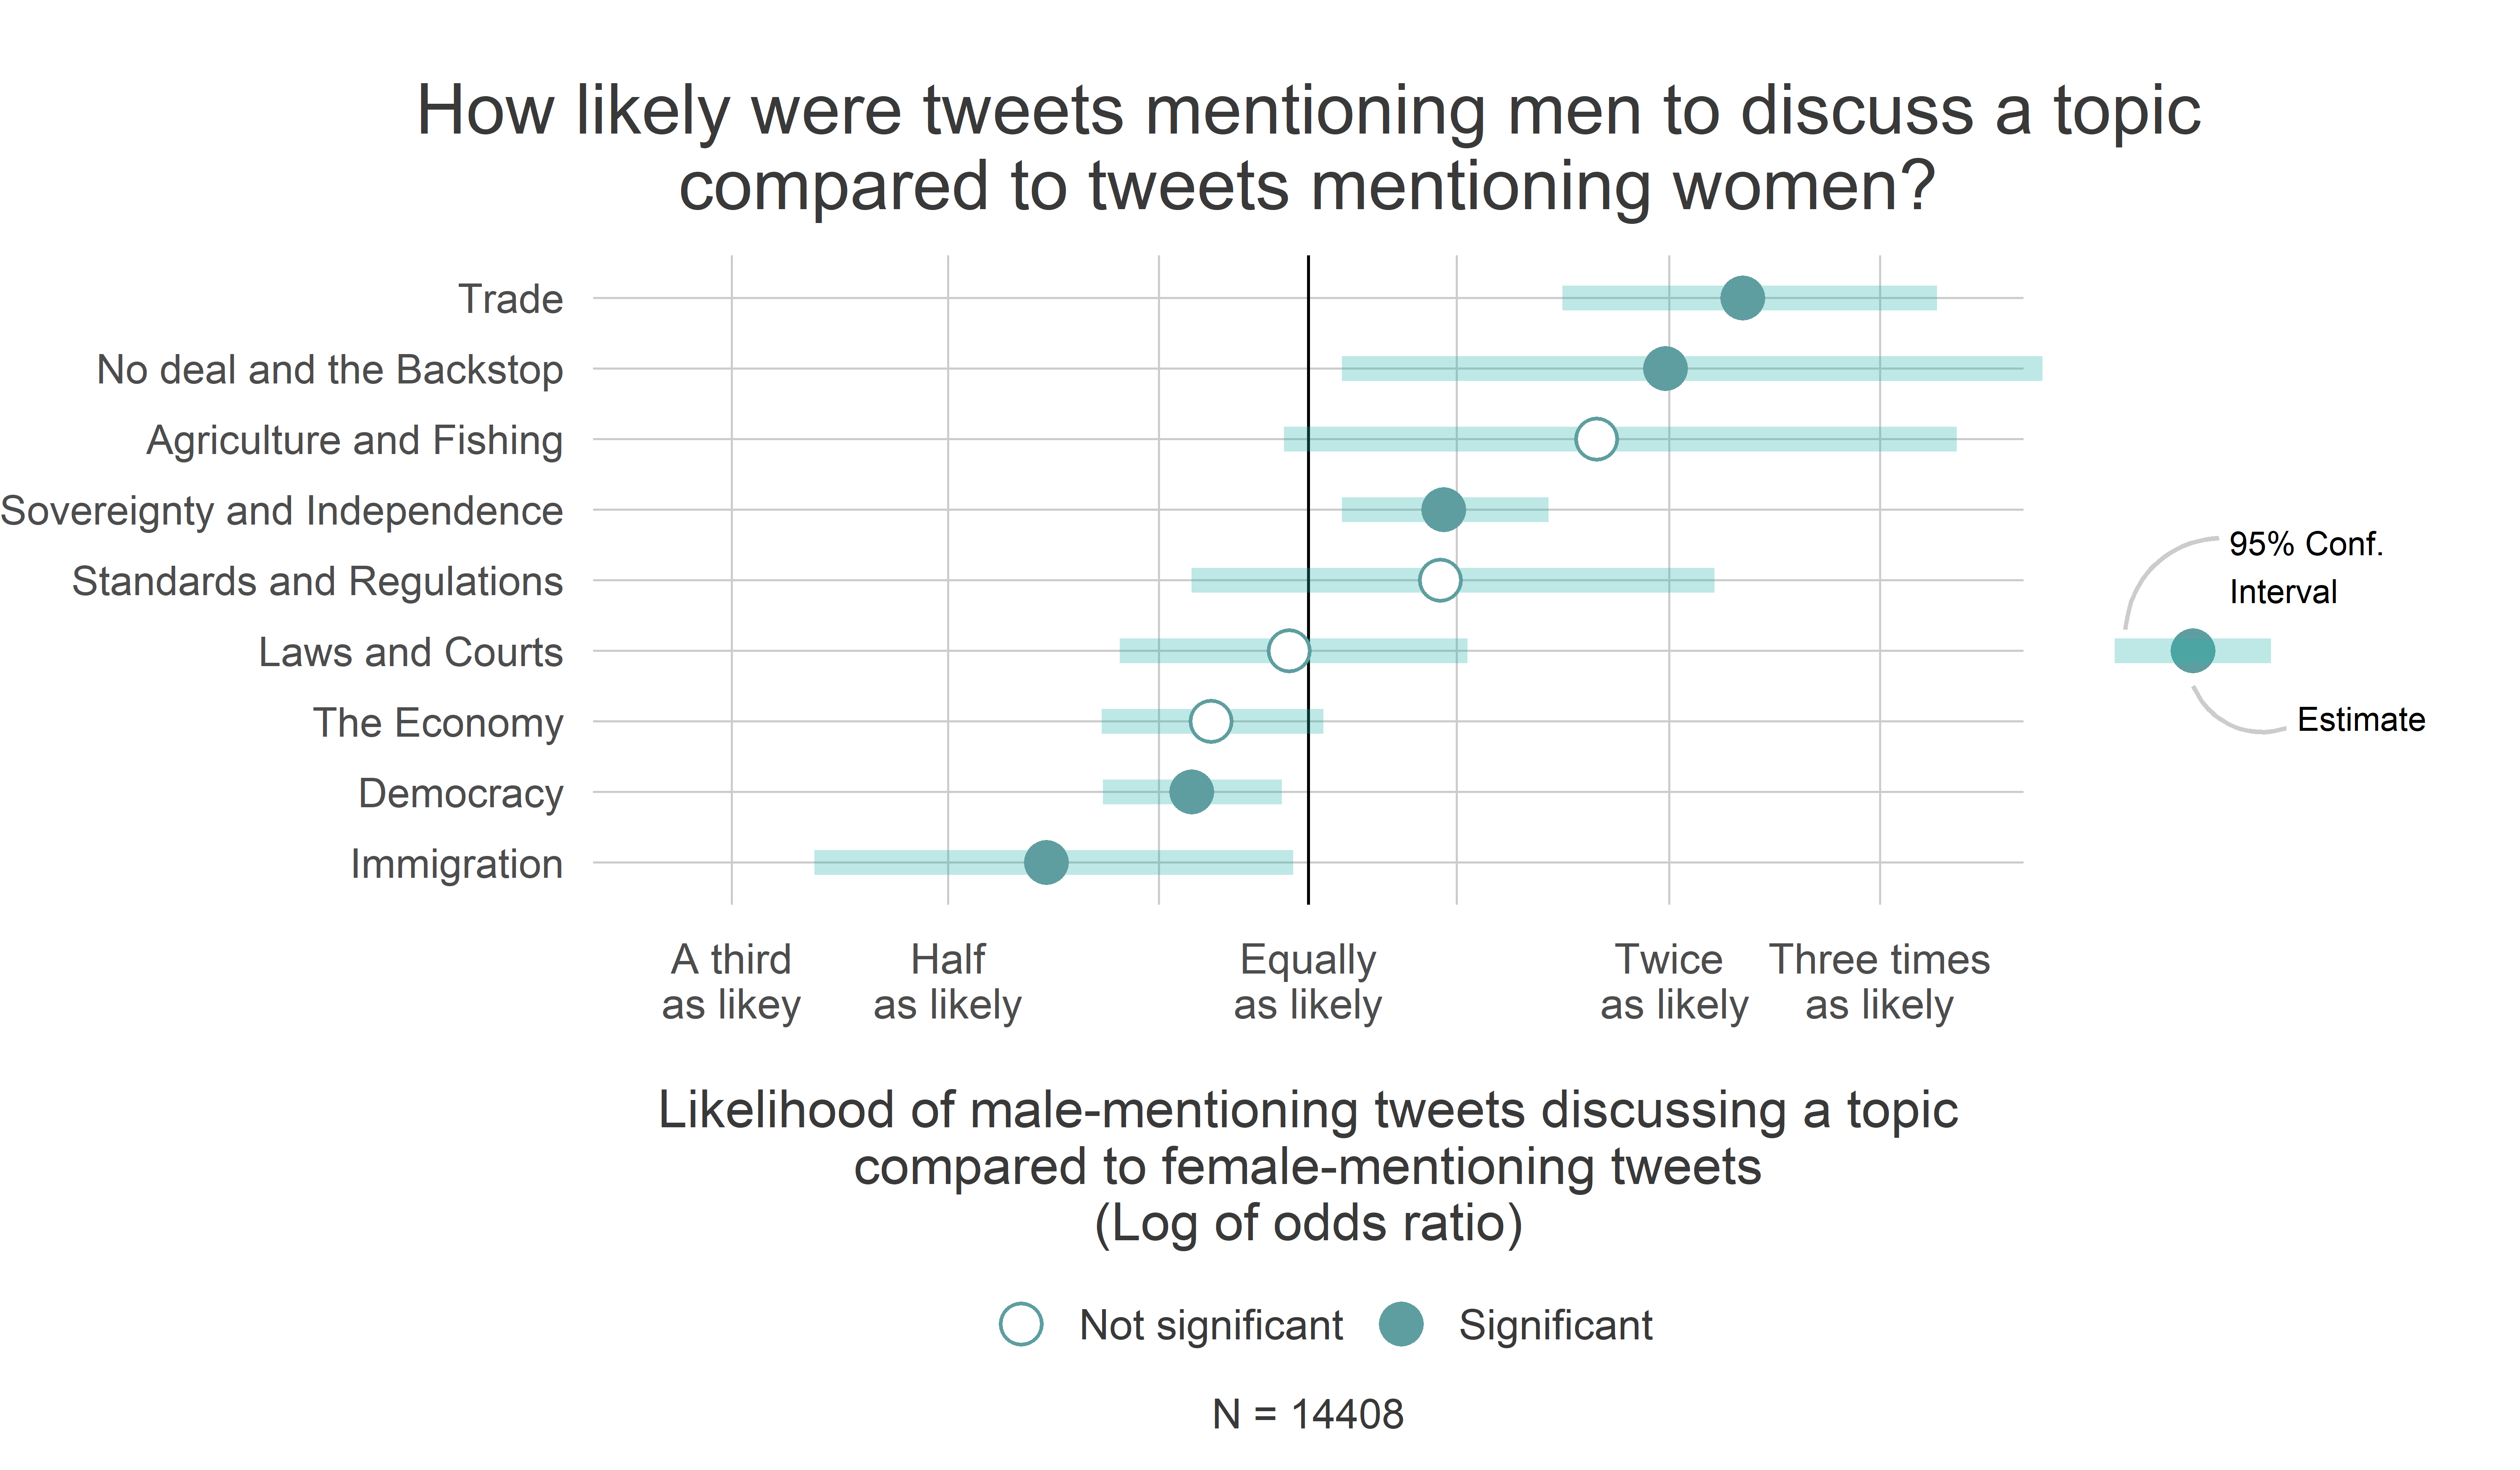 How likely were tweets mentioning men to discuss a topic
compared to tweets mentioning women?
Trade
No deal and the Backstop
Agriculture and Fishing
Sovereignty and Independence
Standards and Regulations
Laws and Courts
The Economy
Democracy
Immigration
95% Conf.
Interval
Estimate
A third
as likey
Half
as likely
Equally
as likely
Twice
as likely
Three times
as likely
Likelihood of male-mentioning tweets discussing a topic
compared to female-mentioning tweets
(Log of odds ratio)
Not significant
Significant
N = 14408